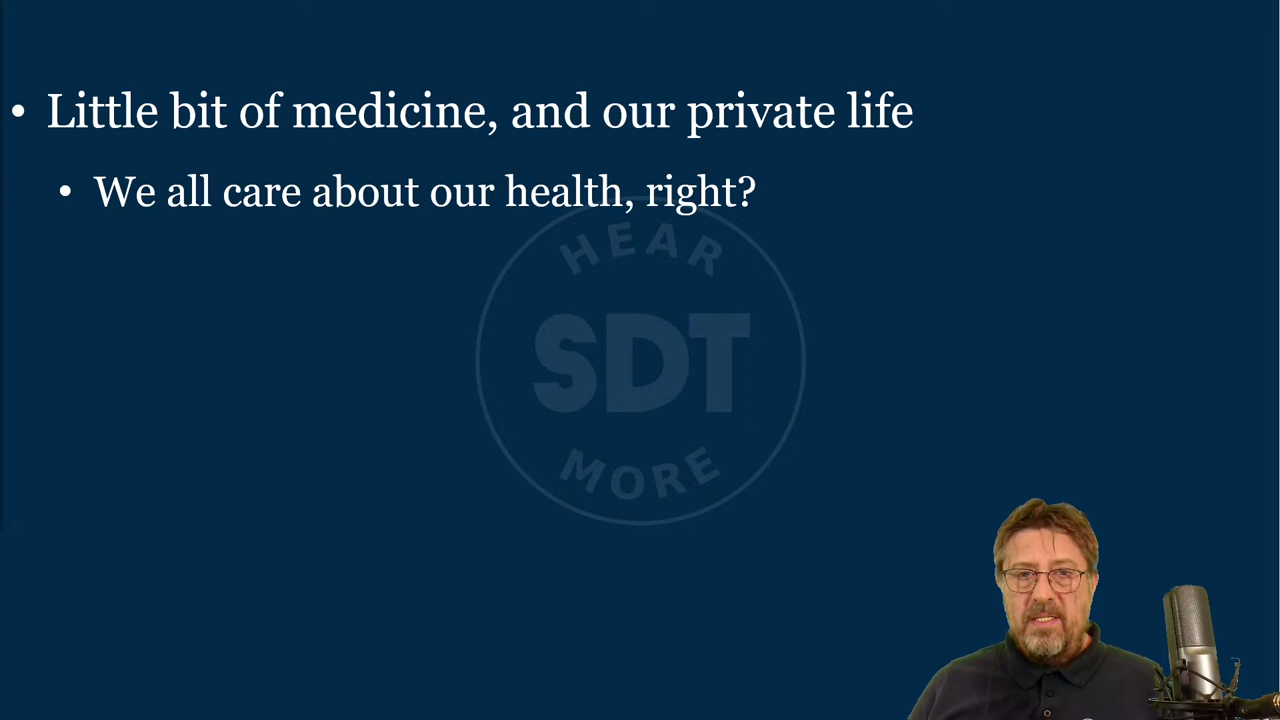 • Little bit of medicine, and our private life
• We all care about our health, right?
HEAR
SDT
MORE